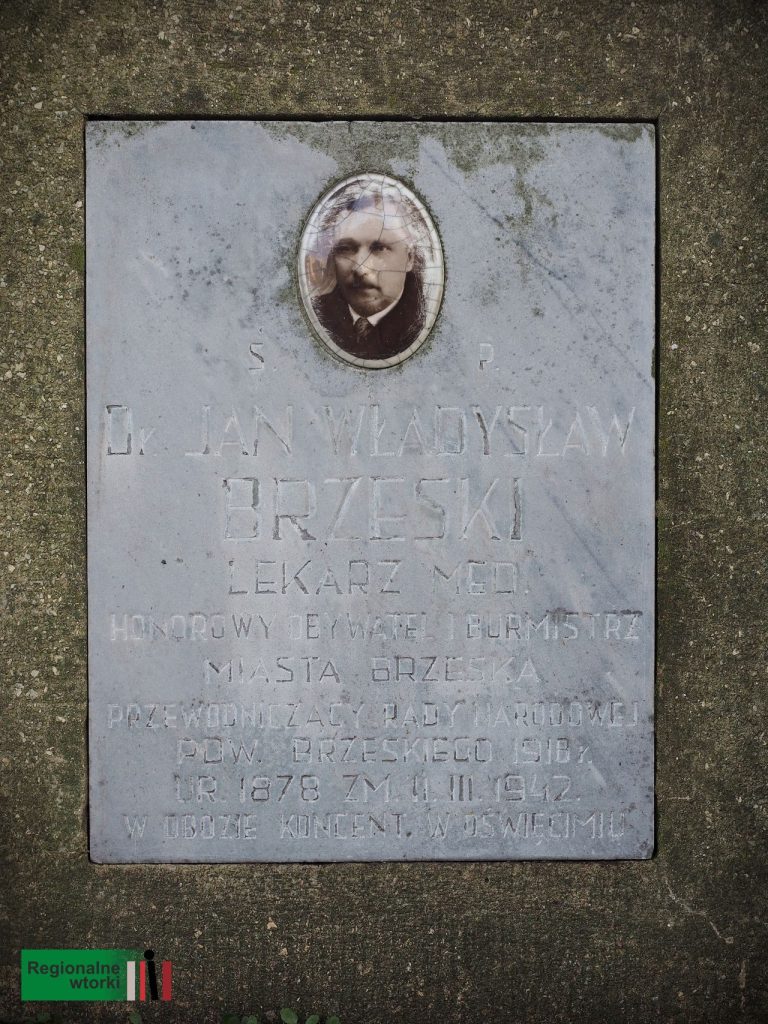 Ś. P.
Dr JAN WŁADYSŁAW
BRZESKI
LEKARZ MED.
HONOROWY OBYWATEL I BURMISTRZ
MIASTA BRZESKA
PRZEWODNICZĄCY RADY NARODOWEJ
POW. BRZESKIEGO 1918 r.
UR. 1878 ZM. 11. III. 1942.
W OBOZIE KONCENT. W OŚWIĘCIMIU
Regionalne
wtorki